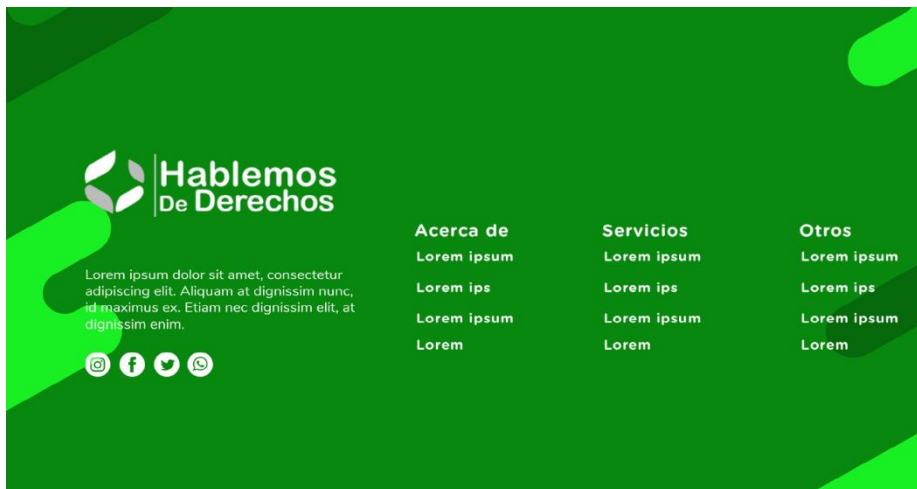 Hablemos
De Derechos
Lorem ipsum dolor sit amet, consectetur
adipiscing elit. Aliquam at dignissim nunc,
id maximus ex. Etiam nec dignissim elit, at
dignissim enim.
Acerca de
Lorem ipsum
Lorem ips
Lorem ipsum
Lorem
Servicios
Lorem ipsum
Lorem ips
Lorem ipsum
Lorem
Otros
Lorem ipsum
Lorem ips
Lorem ipsum
Lorem